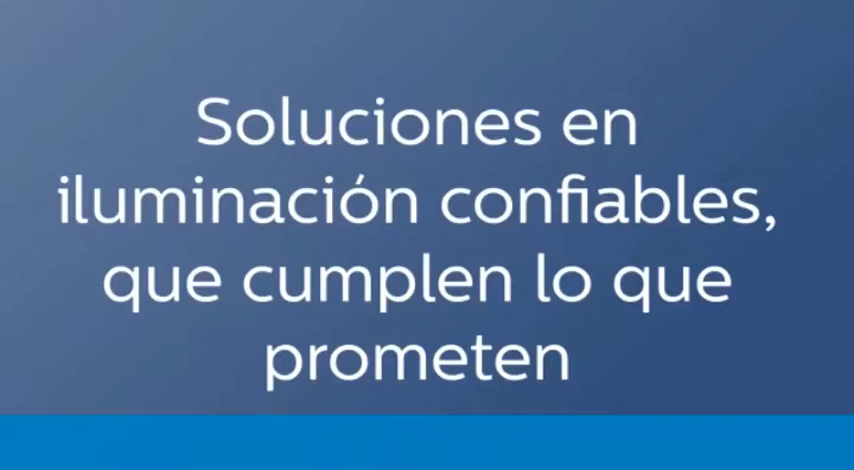 Soluciones en
iluminación confiables,
que cumplen lo que
prometen